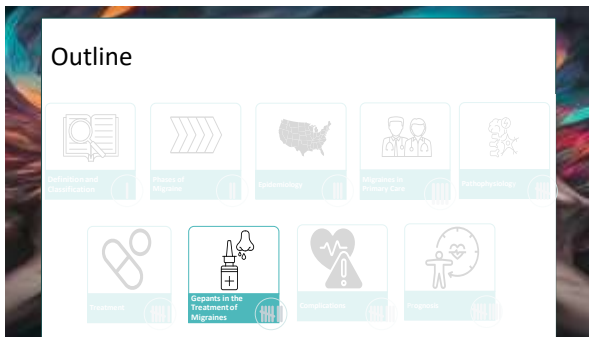 Outline
Definition and
Classification
Phases of
Migraine
Epidemiology
Migraines in
Primary Care
Pathophysiology
Treatment
Gepants in the
Treatment of
Migraines
Complications
Prognosis